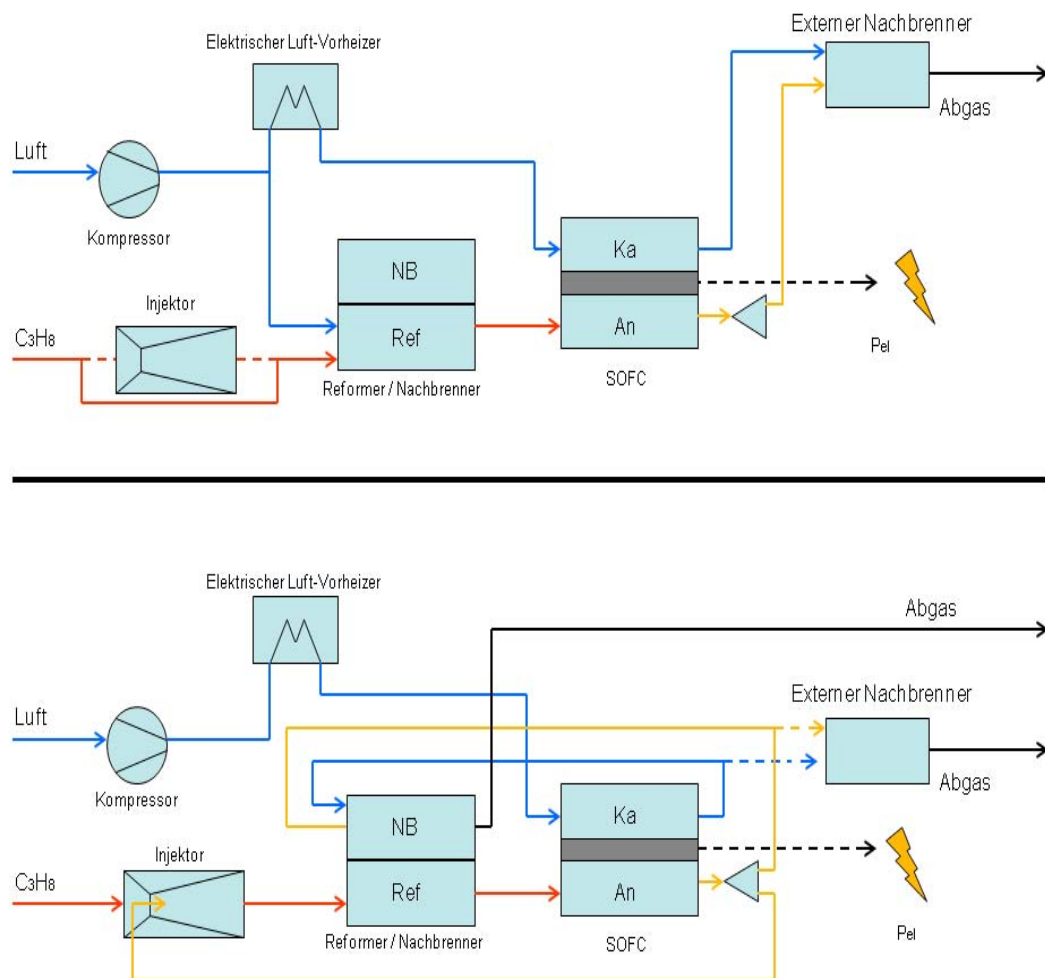 Externer Nachbrenner
Elektrischer Luft-Vorheizer
Abgas
Luft
Kompressor
Ka
NB
Injektor
C3H8
Ref
An
Pel
Reformer / Nachbrenner
SOFC
Elektrischer Luft-Vorheizer
Abgas
Externer Nachbrenner
Luft
Abgas
Kompressor
Ka
NB
Injektor
C3H8
Ref
An
Pel
Reformer / Nachbrenner
SOFC